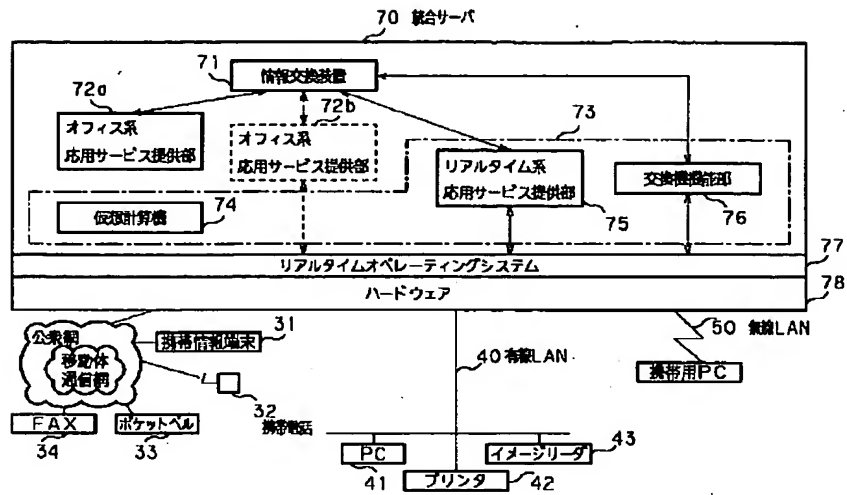 70 統合サーバ
71
情報交換装置
72a
オフィス系
応用サービス提供部
72b
オフィス系
応用サービス提供部
73
リアルタイム系
応用サービス提供部
75
交換機機能部
76
仮想計算機
74
リアルタイムオペレーティングシステム
77
ハードウェア
78
公衆網
移動体
通信網
31
携帯情報端末
32
携帯電話
FAX
34
ポケットベル
33
40 有線LAN
50 無線LAN
携帯用PC
PC
41
プリンタ
42
イメージリーダ
43